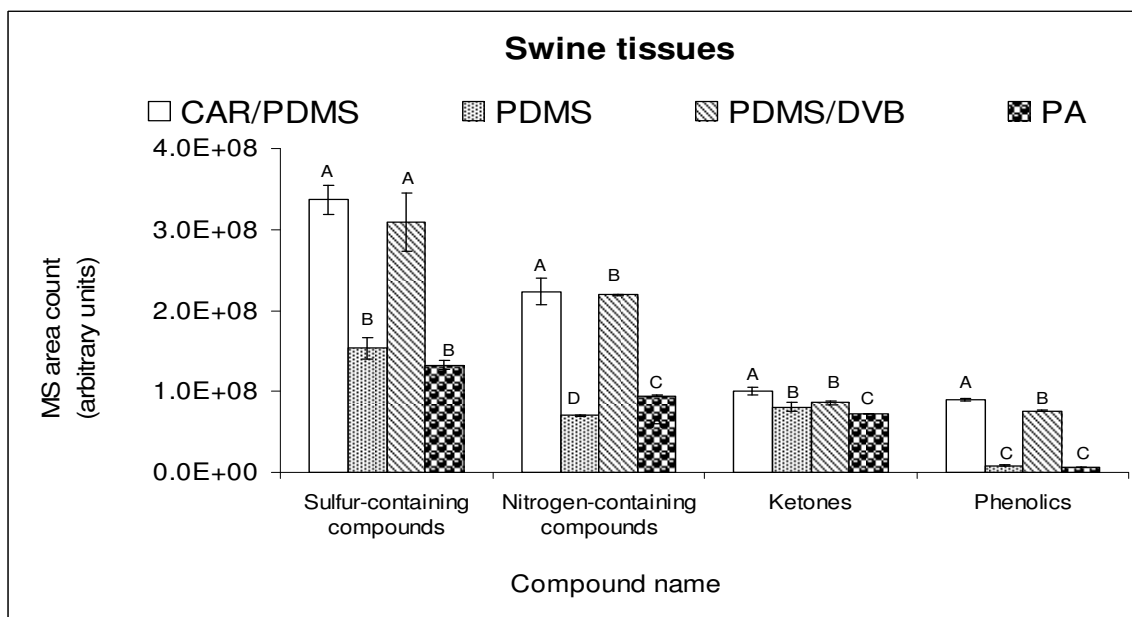 Swine tissues
CAR/PDMS PDMS PDMS/DVB PA
MS area count
(arbitrary units)
4.0E+08
3.0E+08
2.0E+08
1.0E+08
0.0E+00
A B A B
A D B C
A B B C
A C B C
Sulfur-containing
compounds
Nitrogen-containing
compounds
Ketones
Phenolics
Compound name